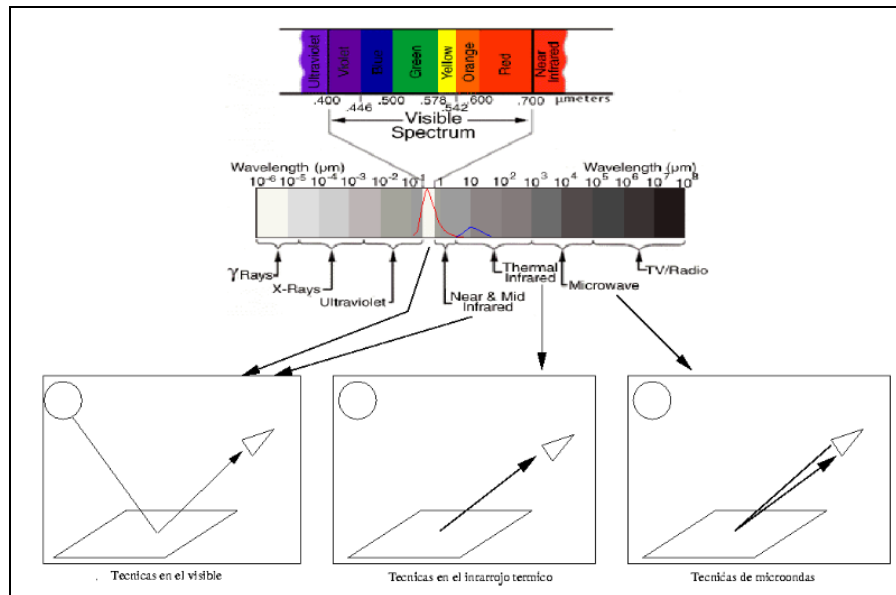 Ultraviolet
Violet
Blue
Green
Yellow
Orange
Red
Near Infrared
.400 .446 .500 .578 .542 .600 .700 µmeters
Visible
Spectrum
Wavelength (µm)
Wavelength (µm)
10⁻⁶ 10⁻⁵ 10⁻⁴ 10⁻³ 10⁻² 10⁻¹ 1 10 10² 10³ 10⁴ 10⁵ 10⁶ 10⁷ 10⁸
γ Rays
X-Rays
Ultraviolet
Near & Mid
Infrared
Thermal
Infrared
Microwave
TV/Radio
Tecnicas en el visible
Tecnicas en el incarrojo termico
Tecnicas de microondas